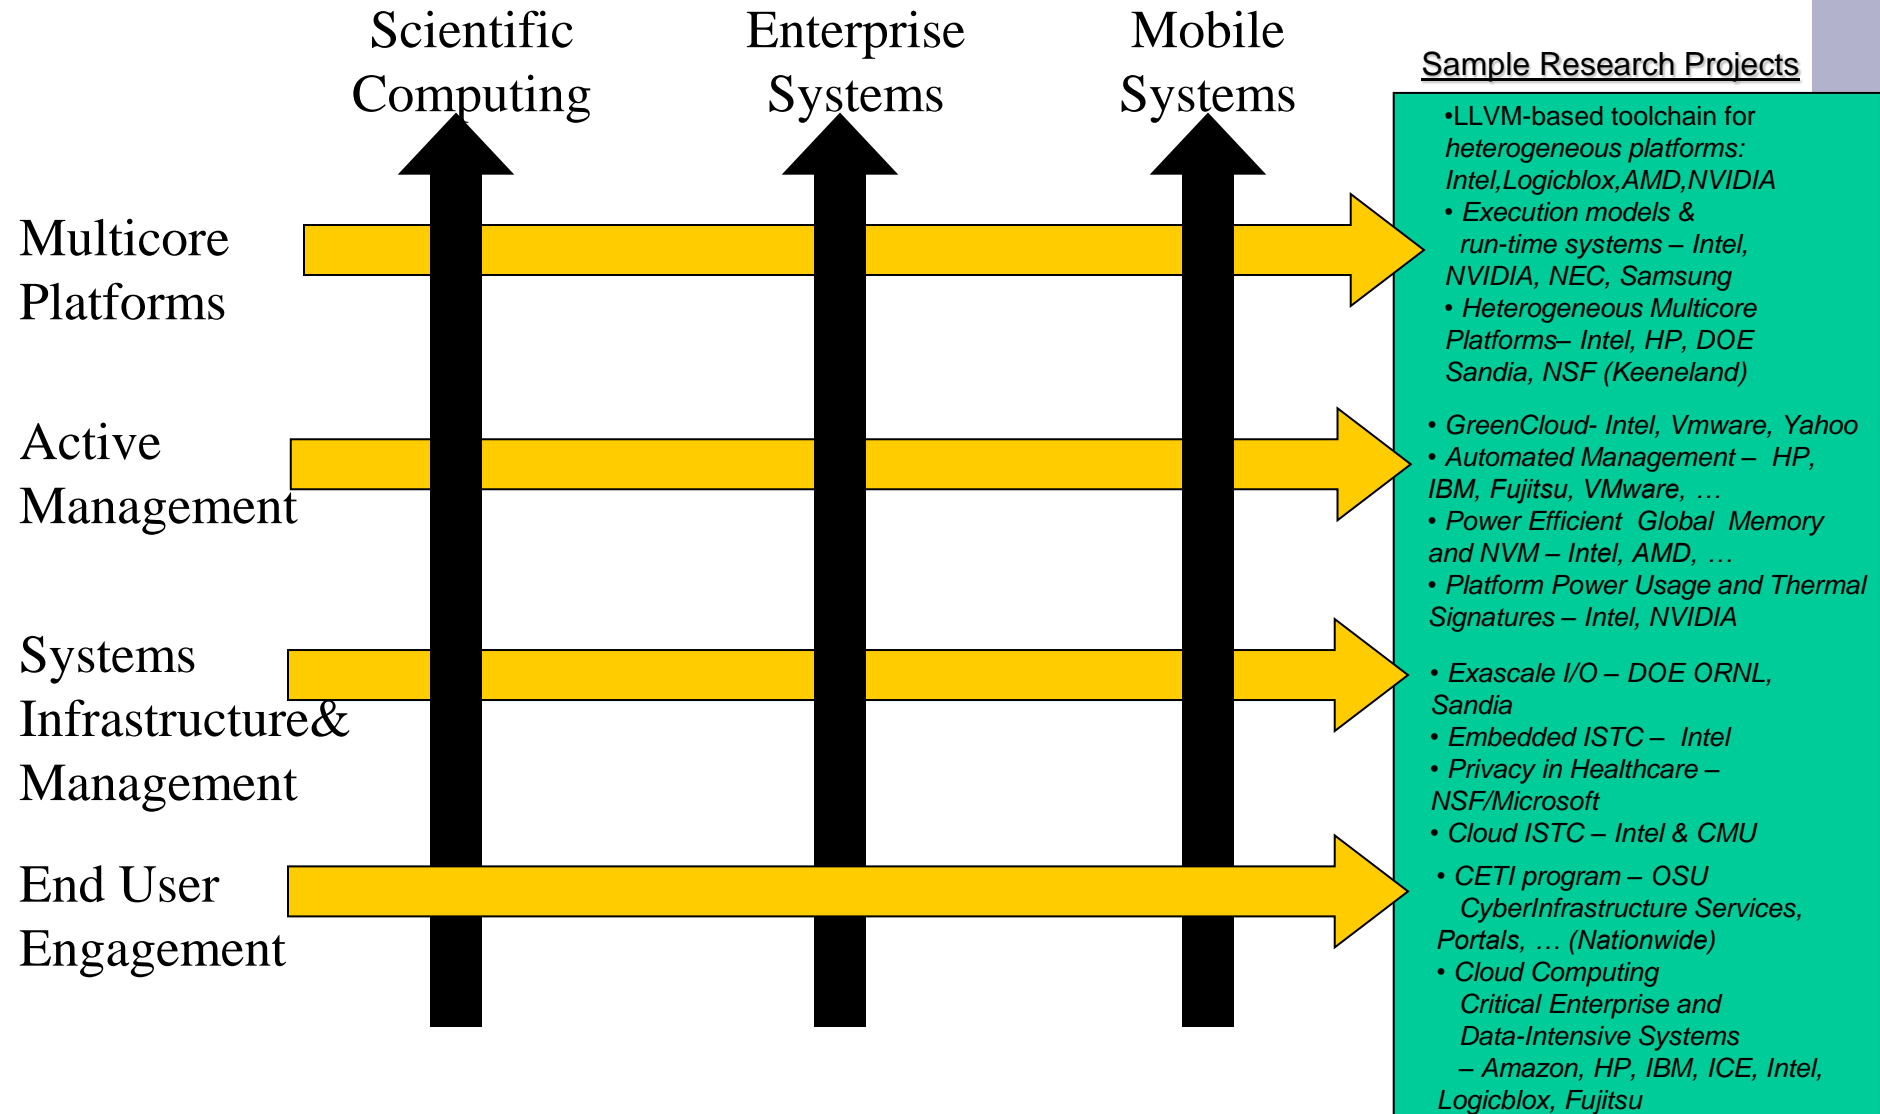 Scientific
Computing
Enterprise
Systems
Mobile
Systems
Sample Research Projects
Multicore
Platforms
Active
Management
Systems
Infrastructure&
Management
End User
Engagement
•LLVM-based toolchain for
heterogeneous platforms:
Intel,Logicblox,AMD,NVIDIA
• Execution models &
run-time systems – Intel,
NVIDIA, NEC, Samsung
• Heterogeneous Multicore
Platforms– Intel, HP, DOE
Sandia, NSF (Keeneland)
• GreenCloud- Intel, Vmware, Yahoo
• Automated Management – HP,
IBM, Fujitsu, VMware, …
• Power Efficient Global Memory
and NVM – Intel, AMD, …
• Platform Power Usage and Thermal
Signatures – Intel, NVIDIA
• Exascale I/O – DOE ORNL,
Sandia
• Embedded ISTC – Intel
• Privacy in Healthcare –
NSF/Microsoft
• Cloud ISTC – Intel & CMU
• CETI program – OSU
CyberInfrastructure Services,
Portals, … (Nationwide)
• Cloud Computing
Critical Enterprise and
Data-Intensive Systems
– Amazon, HP, IBM, ICE, Intel,
Logicblox, Fujitsu